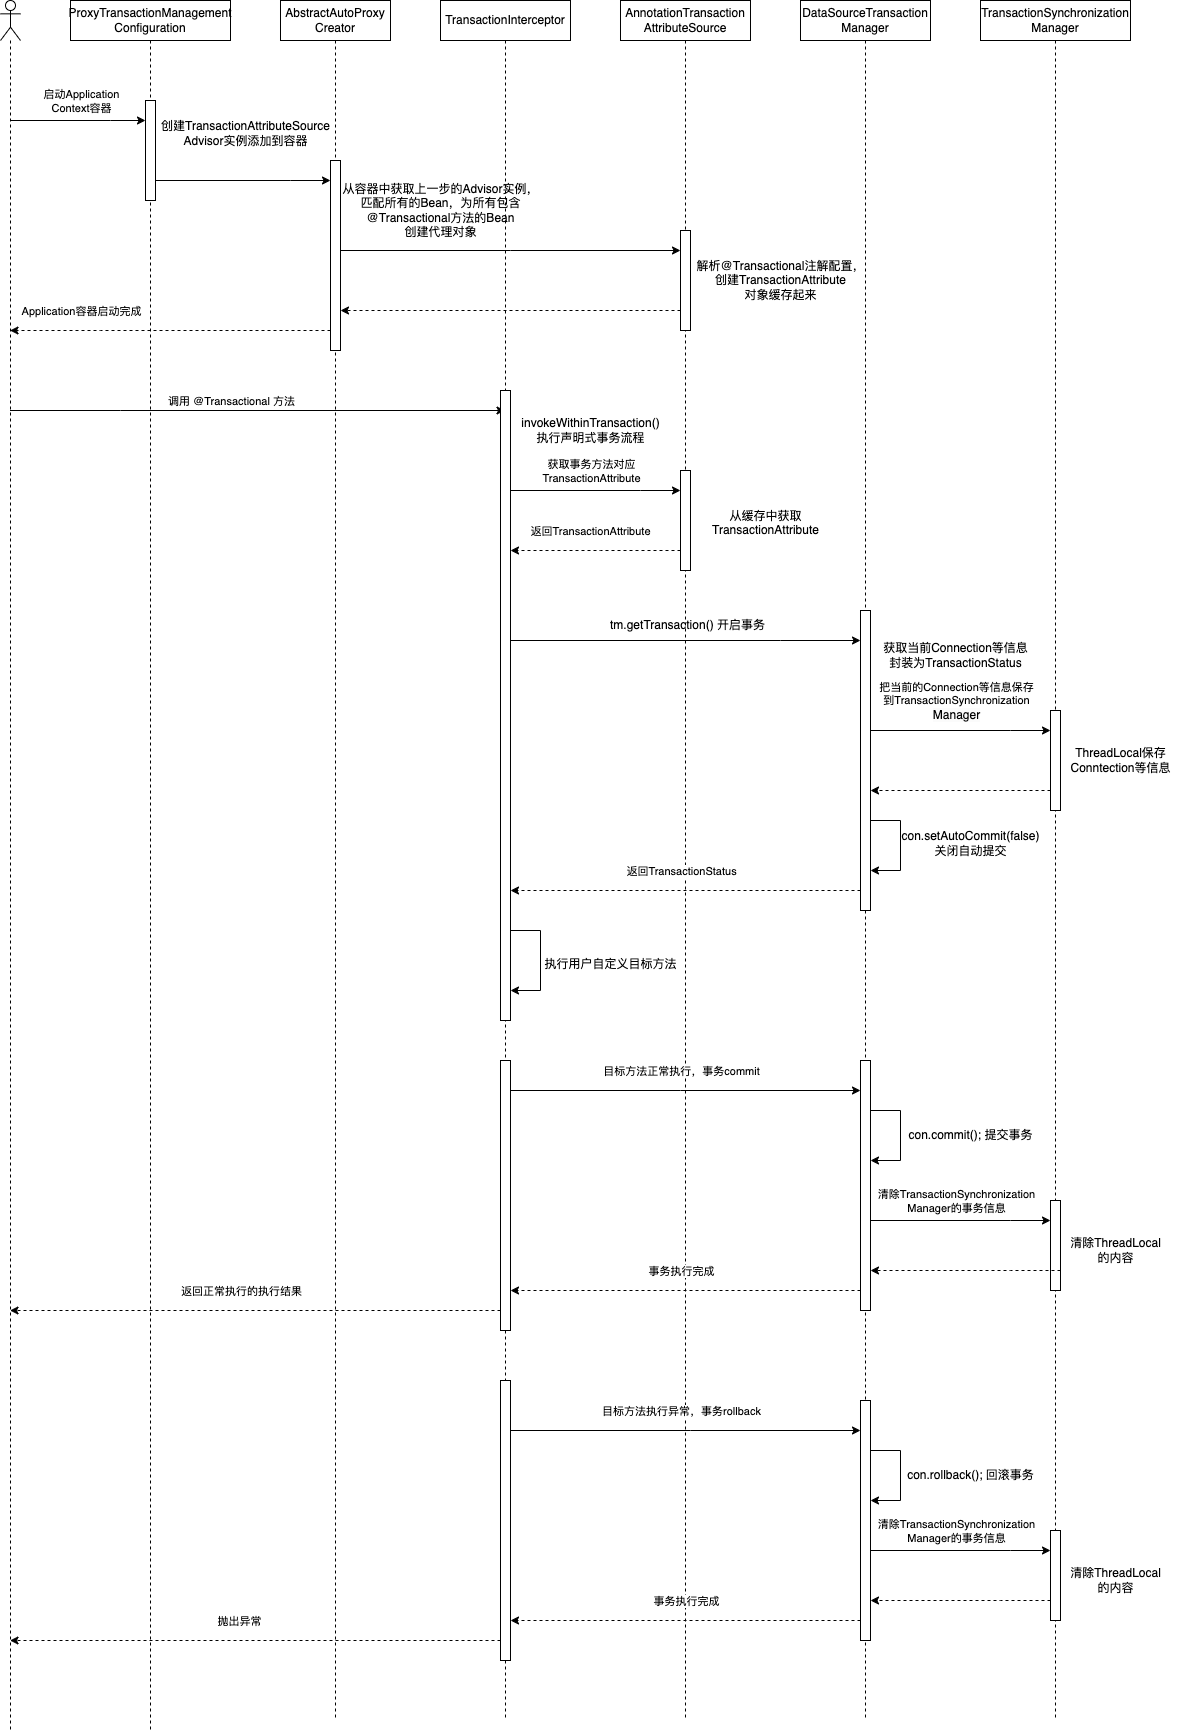 ProxyTransactionManagement
Configuration
AbstractAutoProxy
Creator
TransactionInterceptor
AnnotationTransaction
AttributeSource
DataSourceTransaction
Manager
TransactionSynchronization
Manager
启动Application
Context容器
创建TransactionAttributeSource
Advisor实例添加到容器
从容器中获取上一步的Advisor实例，
匹配所有的Bean，为所有包含
@Transactional方法的Bean
创建代理对象
解析@Transactional注解配置，
创建TransactionAttribute
对象缓存起来
Application容器启动完成
调用 @Transactional 方法
invokeWithinTransaction()
执行声明式事务流程
获取事务方法对应
TransactionAttribute
从缓存中获取
TransactionAttribute
返回TransactionAttribute
tm.getTransaction() 开启事务
获取当前Connection等信息
封装为TransactionStatus
把当前的Connection等信息保存
到TransactionSynchronization
Manager
ThreadLocal保存
Conntection等信息
con.setAutoCommit(false)
关闭自动提交
返回TransactionStatus
执行用户自定义目标方法
目标方法正常执行，事务commit
con.commit(); 提交事务
清除TransactionSynchronization
Manager的事务信息
清除ThreadLocal
的内容
事务执行完成
返回正常执行的执行结果
目标方法执行异常，事务rollback
con.rollback(); 回滚事务
清除TransactionSynchronization
Manager的事务信息
清除ThreadLocal
的内容
事务执行完成
抛出异常